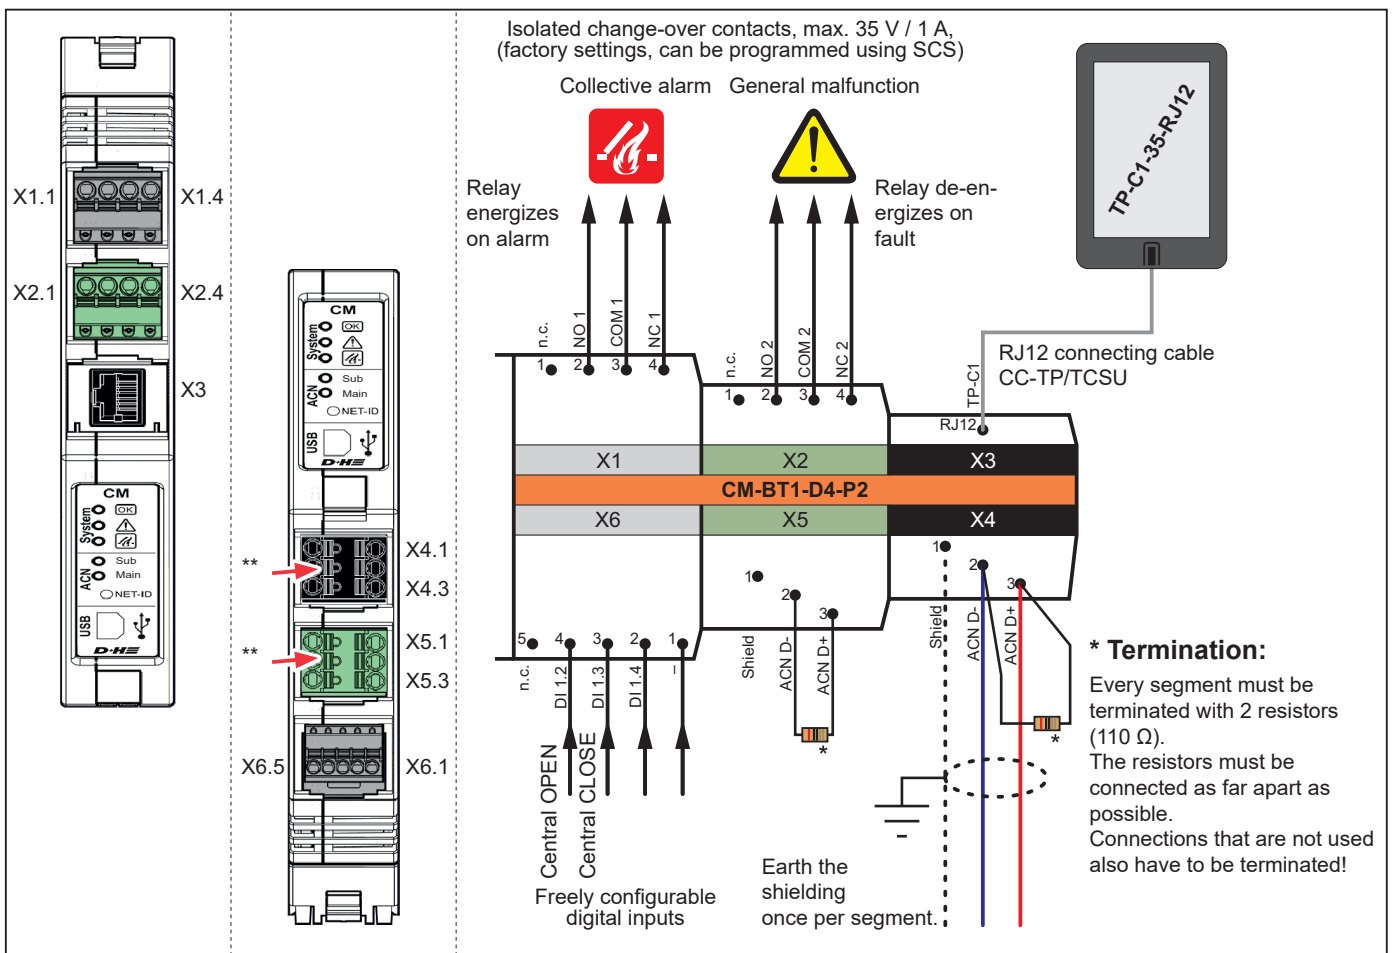 Isolated change-over contacts, max. 35 V / 1 A,
(factory settings, can be programmed using SCS)
Collective alarm
General malfunction
Relay
energizes
on alarm
Relay de-en-
ergizes on
fault
TP-C1-35-RJ12
RJ12 connecting cable
CC-TP/TCSU
X1.1
X1.4
X2.1
X2.4
X3
CM
System
OK
ACN
Sub
Main
NET-ID
USB
D+H
CM
System
OK
ACN
Sub
Main
NET-ID
USB
D+H
**
X4.1
X4.3
**
X5.1
X5.3
X6.5
X6.1
n.c.
NO 1
COM 1
NC 1
1
2
3
4
n.c.
NO 2
COM 2
NC 2
1
2
3
4
TP-C1
RJ12
X1
X2
X3
CM-BT1-D4-P2
X6
X5
X4
5
4
3
2
1
n.c.
DI 1.2
DI 1.3
DI 1.4
–
Central OPEN
Central CLOSE
Freely configurable
digital inputs
1
2
3
Shield
ACN D-
ACN D+
*
1
2
3
Shield
ACN D-
ACN D+
*
Earth the
shielding
once per segment.
* Termination:
Every segment must be
terminated with 2 resistors
(110 Ω).
The resistors must be
connected as far apart as
possible.
Connections that are not used
also have to be terminated!